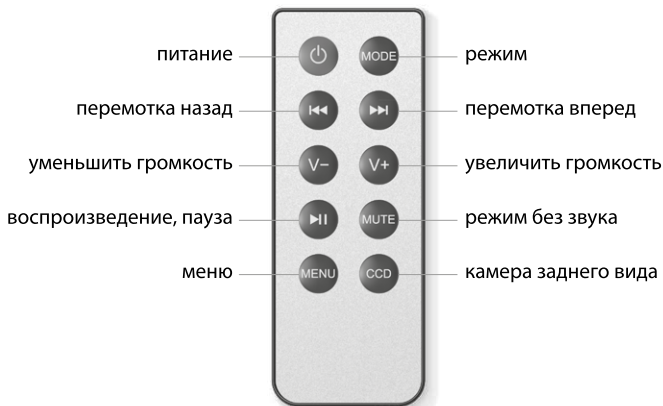 питание MODE режим
перемотка назад перемотка вперед
уменьшить громкость V– V+ увеличить громкость
воспроизведение, пауза MUTE режим без звука
меню MENU CCD камера заднего вида